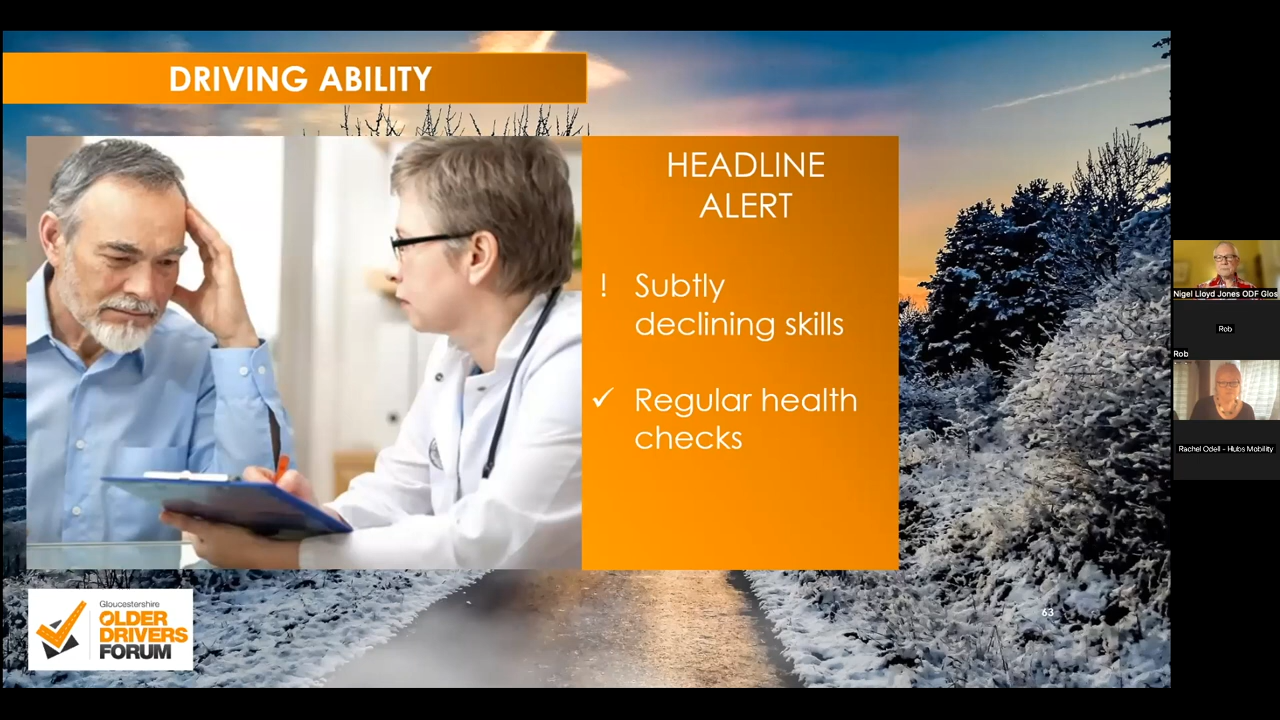 DRIVING ABILITY
HEADLINE
ALERT
! Subtly
declining skills
✓ Regular health
checks
63
Gloucestershire
OLDER
DRIVERS
FORUM
Nigel Lloyd Jones ODF Glos
Rob
Rob
Rachel Odell - Hubs Mobility